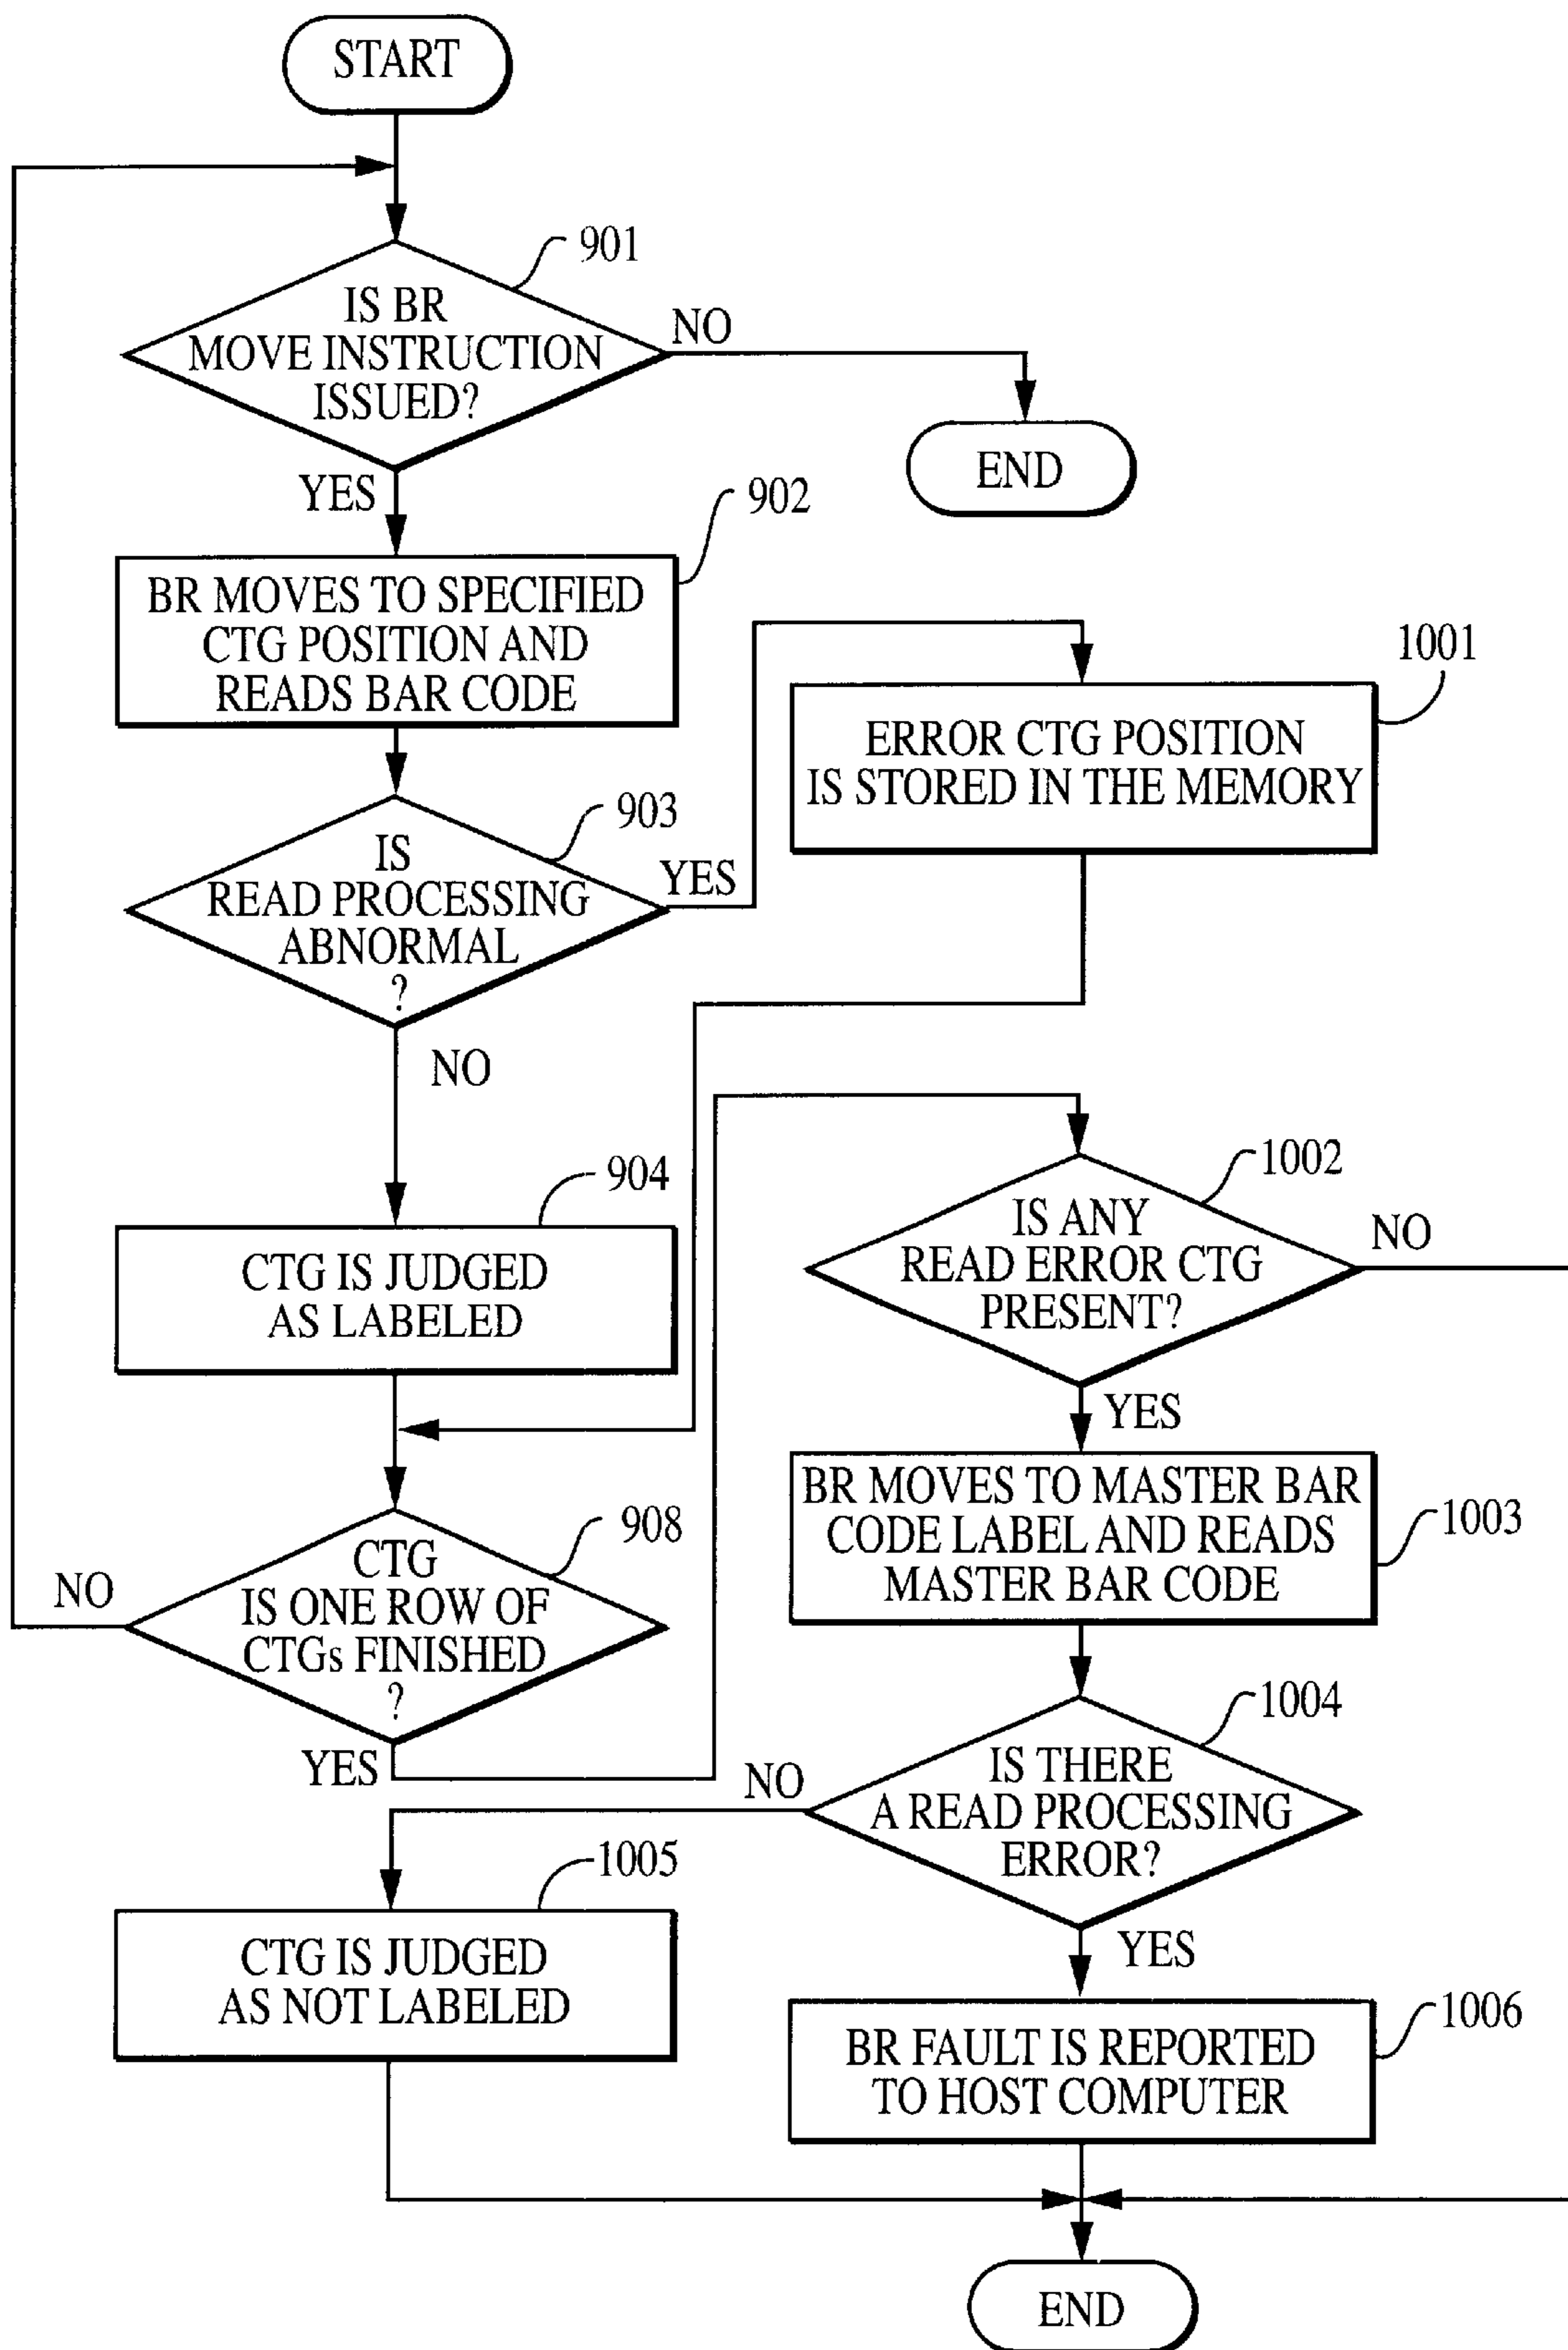 START
901
IS BR
MOVE INSTRUCTION
ISSUED?
NO
END
YES
902
BR MOVES TO SPECIFIED
CTG POSITION AND
READS BAR CODE
1001
ERROR CTG POSITION
IS STORED IN THE MEMORY
903
IS
READ PROCESSING
ABNORMAL
?
YES
NO
904
CTG IS JUDGED
AS LABELED
1002
IS ANY
READ ERROR CTG
PRESENT?
NO
YES
BR MOVES TO MASTER BAR
CODE LABEL AND READS
MASTER BAR CODE
1003
908
CTG
IS ONE ROW OF
CTGs FINISHED
?
NO
YES
1004
IS THERE
A READ PROCESSING
ERROR?
NO
YES
1005
CTG IS JUDGED
AS NOT LABELED
1006
BR FAULT IS REPORTED
TO HOST COMPUTER
END